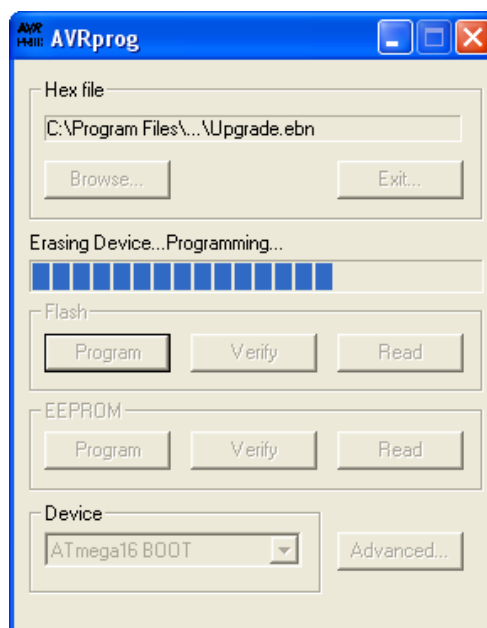 AVRprog
Hex file
C:\Program Files\...\Upgrade.ebn
Browse... Exit...
Erasing Device...Programming...
Flash
Program Verify Read
EEPROM
Program Verify Read
Device
ATmega16 BOOT Advanced...